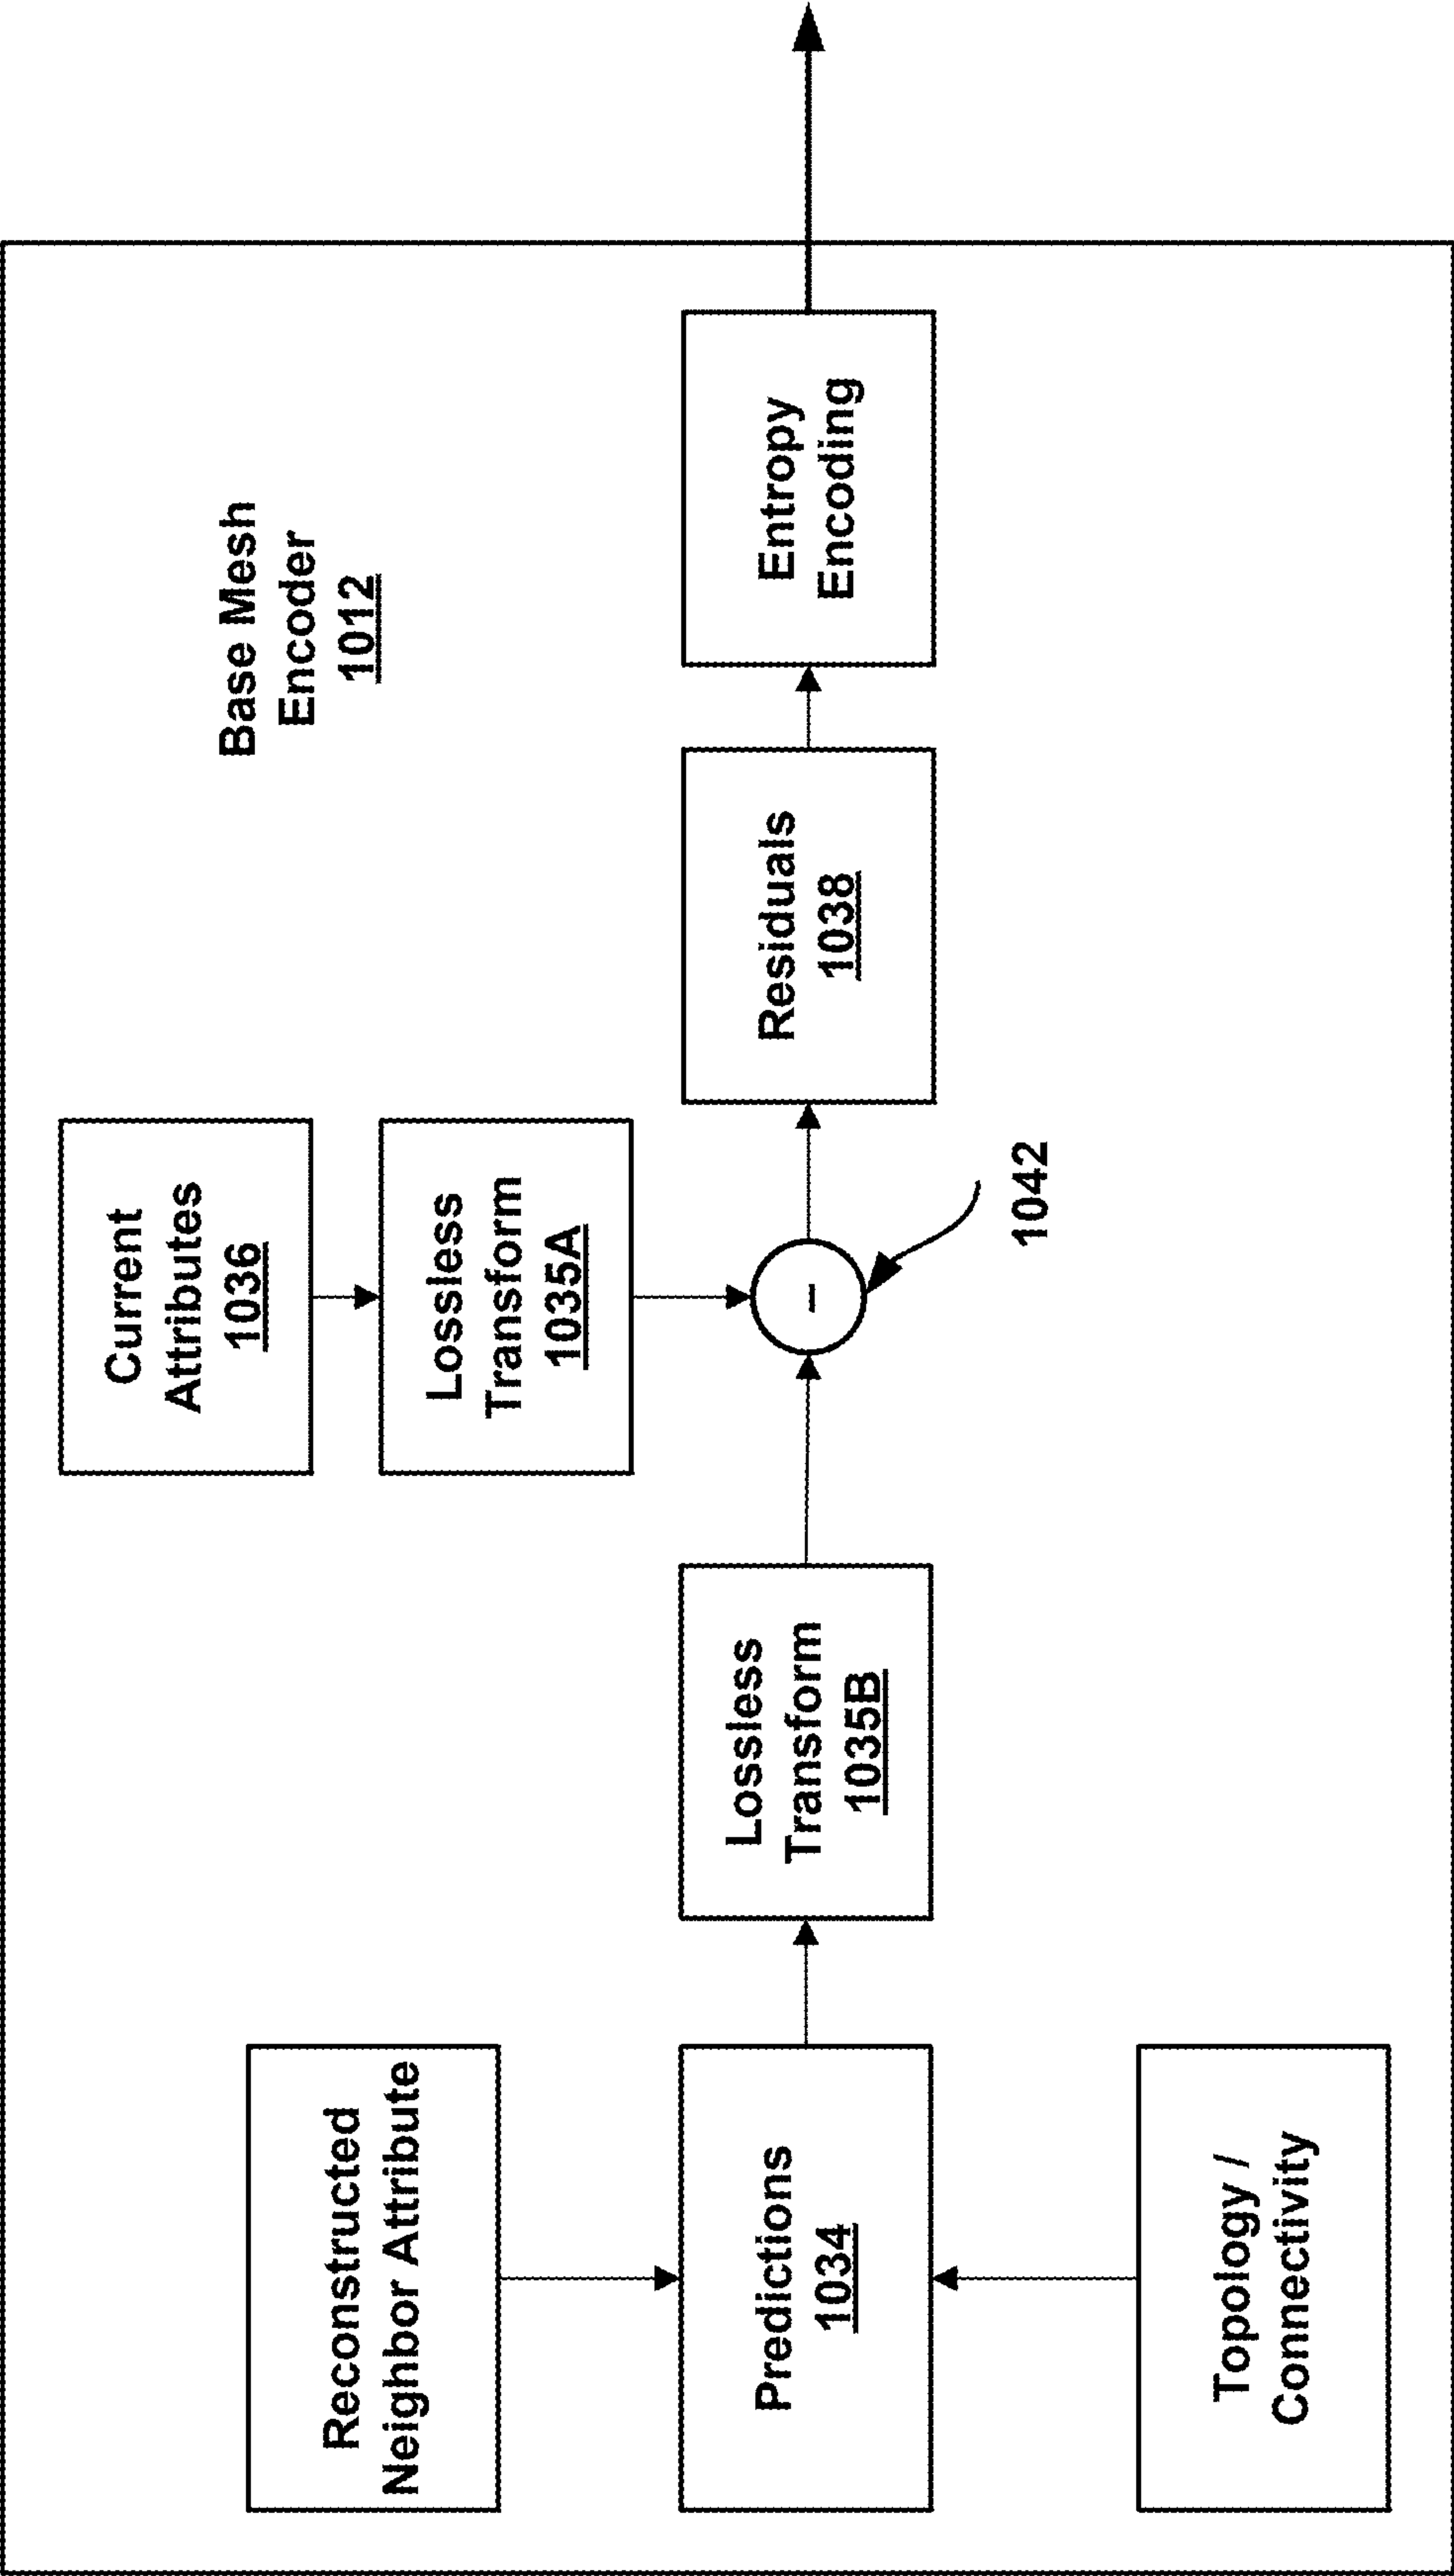 Base Mesh
Encoder
1012
Current
Attributes
1036
Lossless
Transform
1035A
Reconstructed
Neighbor Attribute
Predictions
1034
Lossless
Transform
1035B
-
1042
Residuals
1038
Entropy
Encoding
Topology /
Connectivity